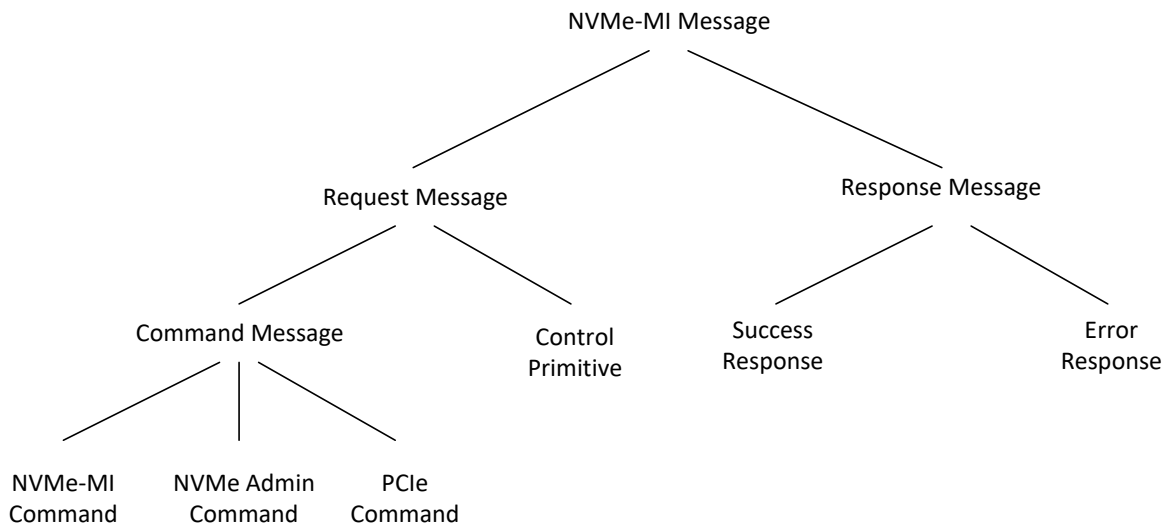 NVMe-MI Message
Request Message
Response Message
Command Message
Control
Primitive
Success
Response
Error
Response
NVMe-MI
Command
NVMe Admin
Command
PCIe
Command